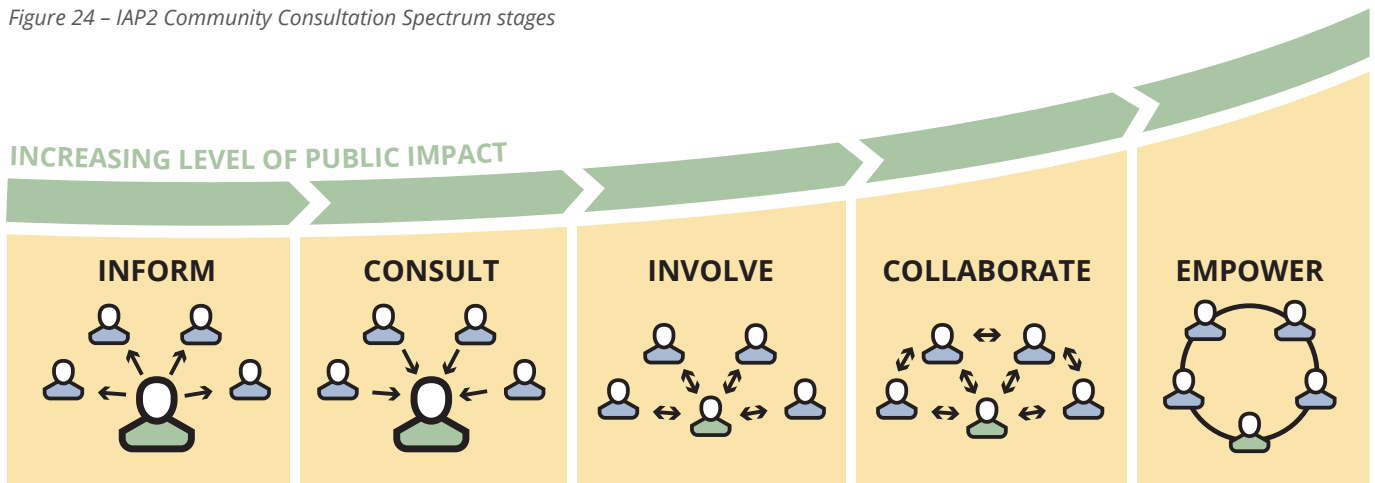 Figure 24 – IAP2 Community Consultation Spectrum stages
INCREASING LEVEL OF PUBLIC IMPACT
INFORM
CONSULT
INVOLVE
COLLABORATE
EMPOWER